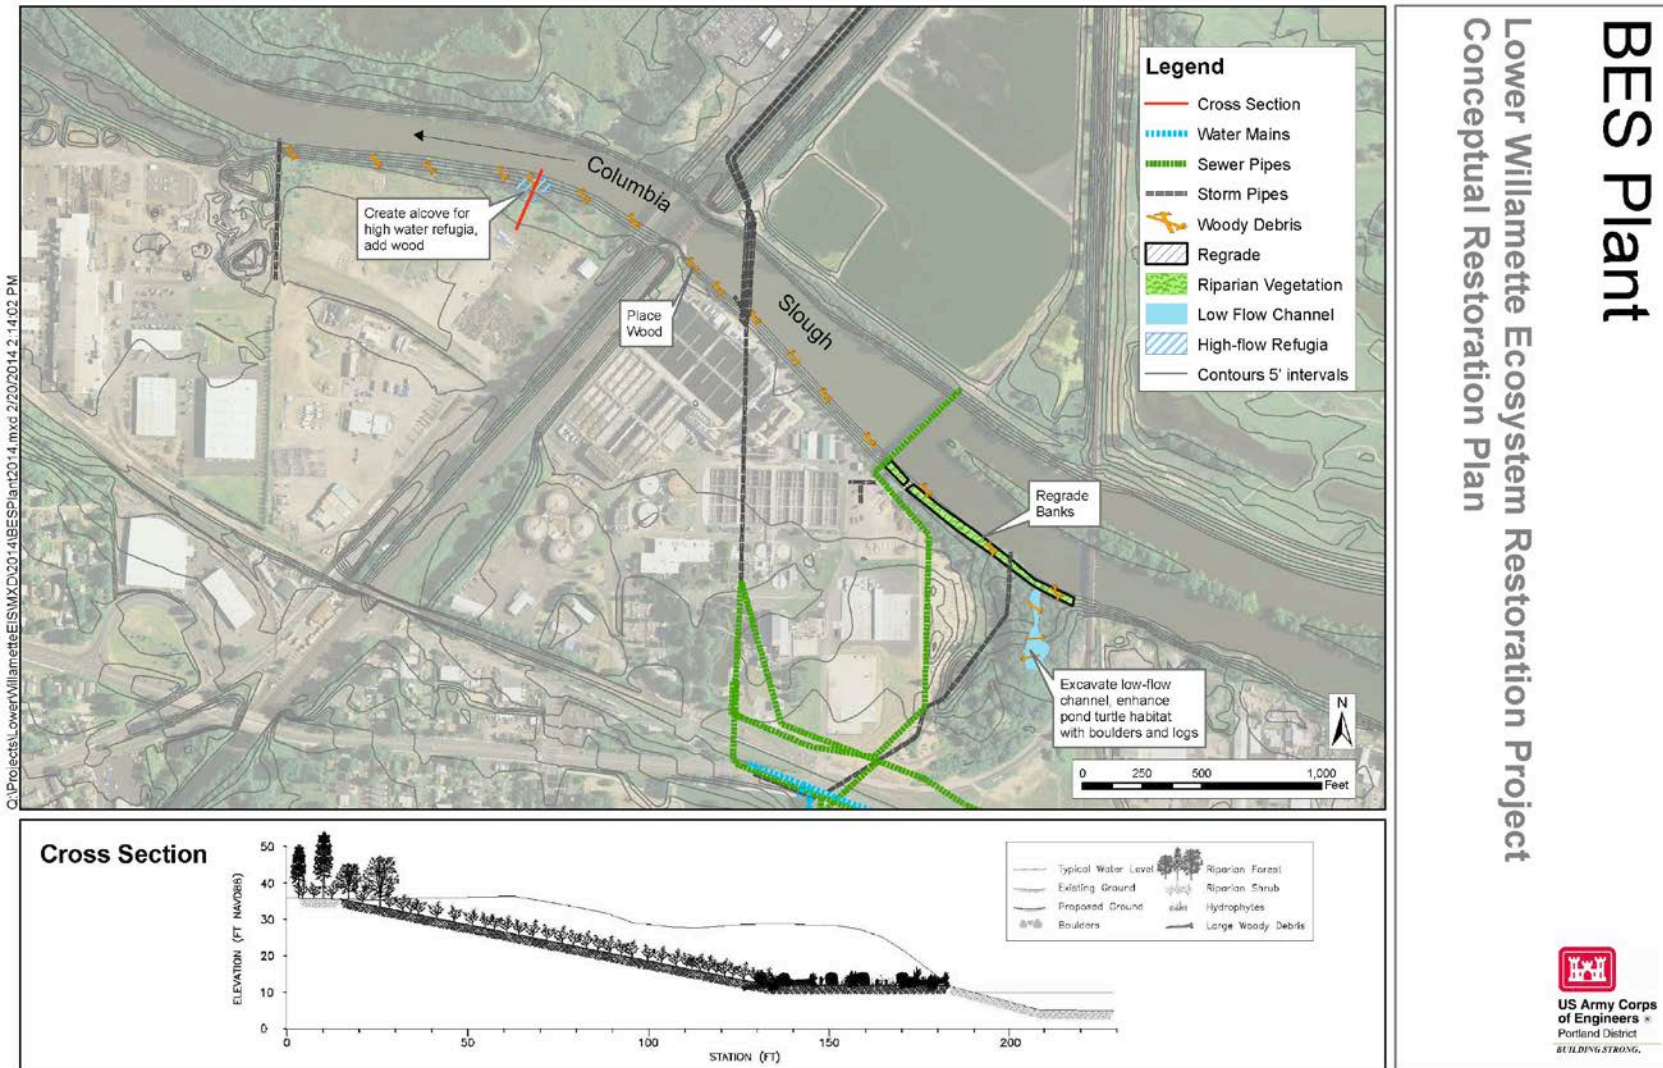 BES Plant
Lower Willamette Ecosystem Restoration Project
Conceptual Restoration Plan
Q:\Projects\LowerWillametteEIS\MXD\2014\BESPlant2014.mxd 2/20/2014 2:14:02 PM
Legend
Cross Section
Water Mains
Sewer Pipes
Storm Pipes
Woody Debris
Regrade
Riparian Vegetation
Low Flow Channel
High-flow Refugia
Contours 5' intervals
Columbia
Slough
Create alcove for
high water refugia,
add wood
Place
Wood
Regrade
Banks
Excavate low-flow
channel, enhance
pond turtle habitat
with boulders and logs
N
0 250 500 1,000
Feet
Cross Section
ELEVATION (FT NAVD88)
50
40
30
20
10
0
0 50 100 150 200
STATION (FT)
Typical Water Level
Existing Ground
Proposed Ground
Boulders
Riparian Forest
Riparian Shrub
Hydrophytes
Large Woody Debris
US Army Corps
of Engineers ®
Portland District
BUILDING STRONG.